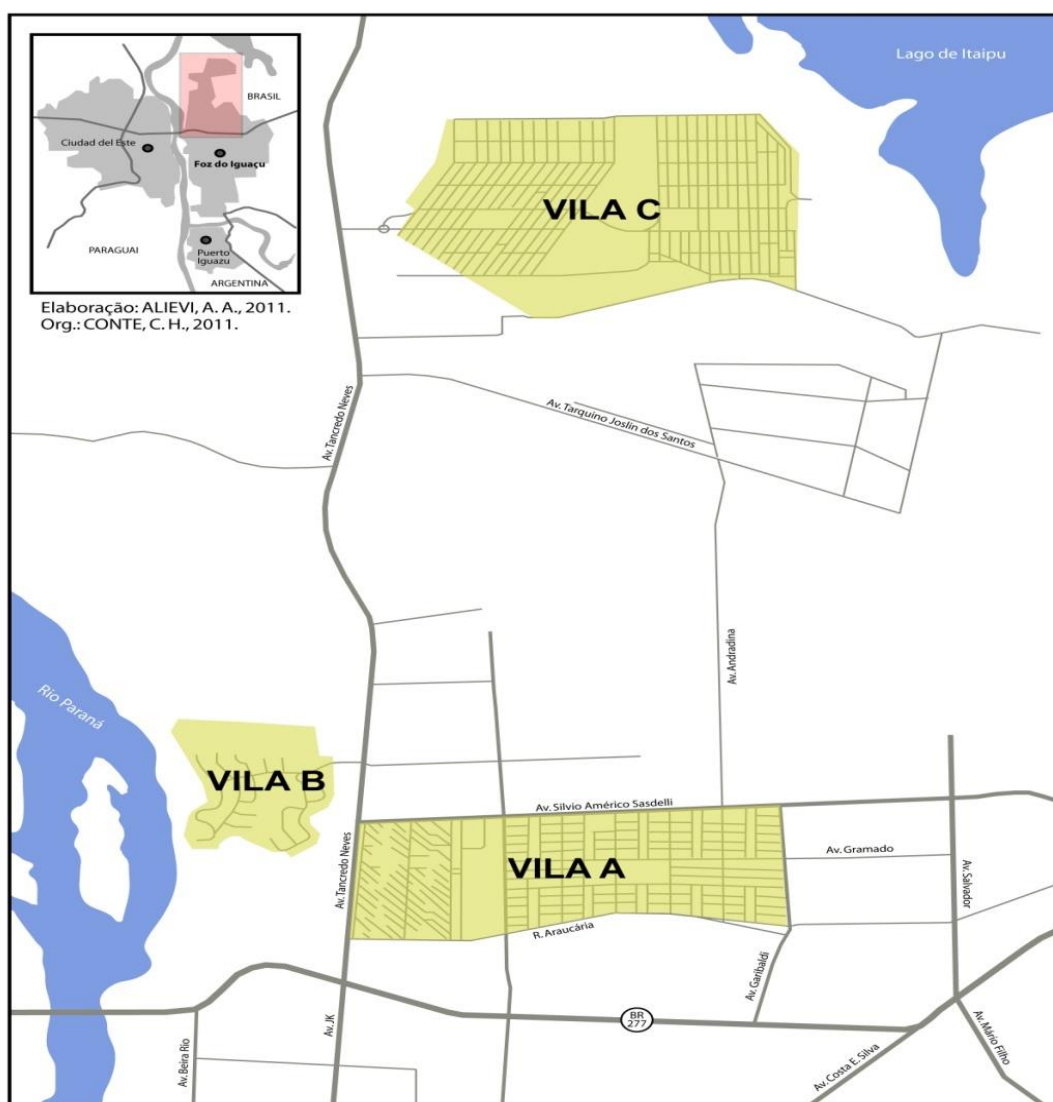 Lago de Itaipu
BRASIL
Ciudad del Este
Foz do Iguaçu
PARAGUAI
Puerto
Iguazu
ARGENTINA
Elaboração: ALIEVI, A. A., 2011.
Org.: CONTE, C. H., 2011.
VILA C
Av. Tancredo Neves
Av. Tarquino Joslin dos Santos
Av. Andradina
Rio Paraná
VILA B
Av. Silvio Américo Sasdelli
Av. Tancredo Neves
VILA A
Av. Gramado
Av. Salvador
R. Araucária
Av. Garibaldi
BR
277
Av. JK
Av. Beira Rio
Av. Costa E. Silva
Av. Mário Filho